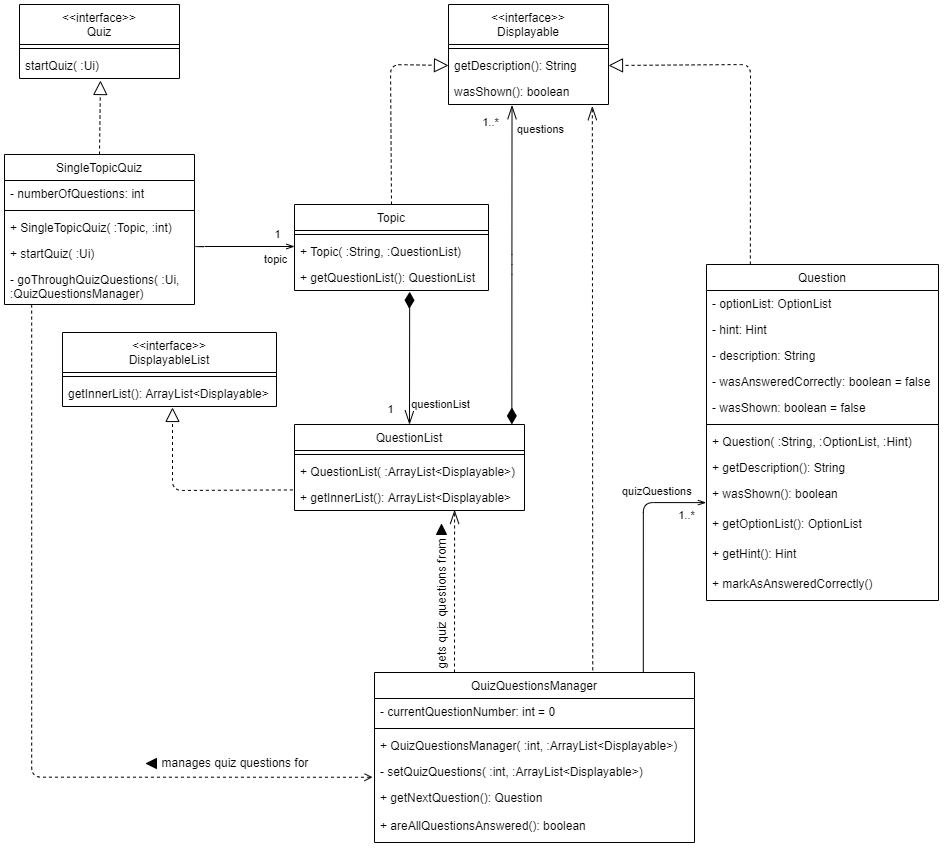 <<interface>>
Quiz
startQuiz( :Ui)
<<interface>>
Displayable
getDescription(): String
wasShown(): boolean
1..*
questions
SingleTopicQuiz
- numberOfQuestions: int
+ SingleTopicQuiz( :Topic, :int)
+ startQuiz( :Ui)
- goThroughQuizQuestions( :Ui,
:QuizQuestionsManager)
1
topic
Topic
+ Topic( :String, :QuestionList)
+ getQuestionList(): QuestionList
Question
- optionList: OptionList
- hint: Hint
- description: String
- wasAnsweredCorrectly: boolean = false
- wasShown: boolean = false
+ Question( :String, :OptionList, :Hint)
+ getDescription(): String
+ wasShown(): boolean
+ getOptionList(): OptionList
+ getHint(): Hint
+ markAsAnsweredCorrectly()
<<interface>>
DisplayableList
getInnerList(): ArrayList<Displayable>
1
questionList
QuestionList
+ QuestionList( :ArrayList<Displayable>)
+ getInnerList(): ArrayList<Displayable>
quizQuestions
1..*
gets quiz questions from
QuizQuestionsManager
- currentQuestionNumber: int = 0
+ QuizQuestionsManager( :int, :ArrayList<Displayable>)
- setQuizQuestions( :int, :ArrayList<Displayable>)
+ getNextQuestion(): Question
+ areAllQuestionsAnswered(): boolean
manages quiz questions for